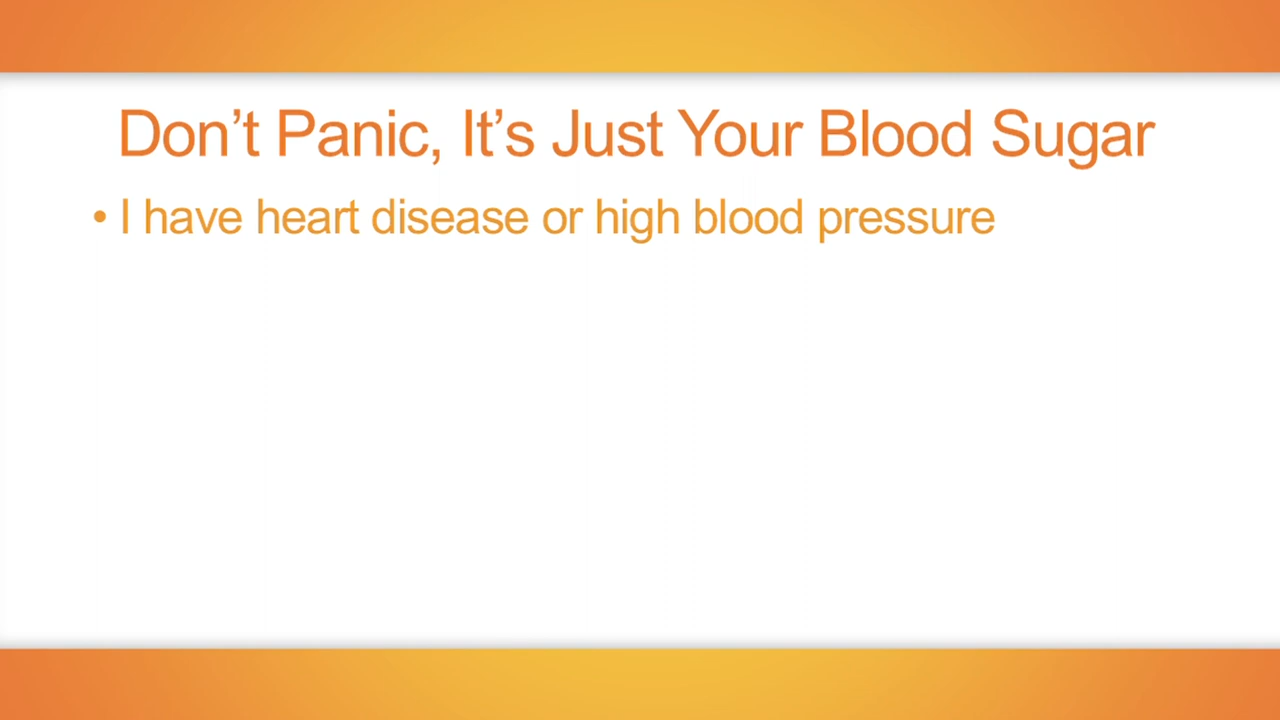 Don’t Panic, It’s Just Your Blood Sugar
• I have heart disease or high blood pressure